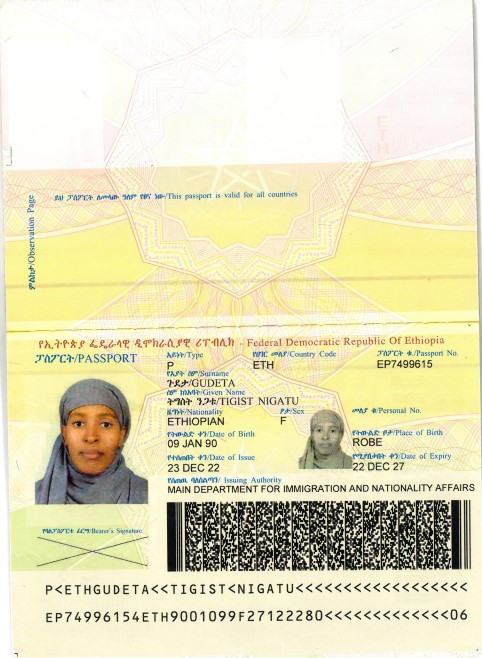 ምልከታ/Observation Page
ይህ ፓስፖርት ለመላው ዓለም የፀና ነው/This passport is valid for all countries
የኢትዮጵያ ፌዴራላዊ ዲሞክራሲያዊ ሪፐብሊክ - Federal Democratic Republic Of Ethiopia
ፓስፖርት/PASSPORT
ዓይነት/Type
የሀገር መለያ/Country Code
ፓስፖርት ቁ./Passport No.
P
ETH
EP7499615
የአያት ስም/Surname
ጉደታ/GUDETA
ስም ከነአባት/Given Name
ትግስት ንጋቱ/TIGIST NIGATU
ዜግነት/Nationality
ፆታ/Sex
መለያ ቁ/Personal No.
ETHIOPIAN
F
የትውልድ ቀን/Date of Birth
የትውልድ ቦታ/Place of Birth
09 JAN 90
ROBE
የተሰጠበት ቀን/Date of Issue
የሚያበቃበት ቀን/Date of Expiry
23 DEC 22
22 DEC 27
የሰጠዉ ባለስልጣን/ Issuing Authority
MAIN DEPARTMENT FOR IMMIGRATION AND NATIONALITY AFFAIRS
የባለፓስፖርቱ ፊርማ/Bearer's Signature
P<ETHGUDETA<<TIGIST<NIGATU<<<<<<<<<<<<<<<<<<
EP74996154ETH9001099F27122280<<<<<<<<<<<<<06